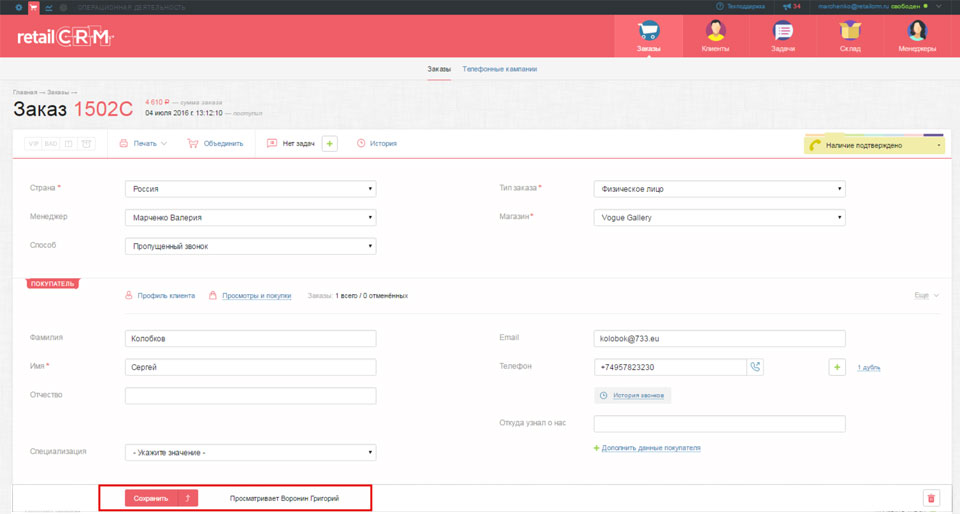 ОПЕРАЦИОННАЯ ДЕЯТЕЛЬНОСТЬ Техподдержка 34 marchenko@retailcrm.ru свободен
retailCRM Заказы Клиенты Задачи Склад Менеджеры
Заказы Телефонные кампании
Главная → Заказы →
Заказ 1502C 4 610 ₽ — сумма заказа
04 июля 2016 г. 13:12:10 — поступил
VIP BAD Печать Объединить Нет задач + История Наличие подтверждено
Страна * Россия Тип заказа * Физическое лицо
Менеджер Марченко Валерия Магазин * Vogue Gallery
Способ Пропущенный звонок
ПОКУПАТЕЛЬ
Профиль клиента Просмотры и покупки Заказы: 1 всего / 0 отменённых Еще
Фамилия Колобков Email kolobok@733.eu
Имя * Сергей Телефон +74957823230 + 1 дубль
Отчество История звонков
Откуда узнал о нас
Специализация - Укажите значение - + Дополнить данные покупателя
Сохранить Просматривает Воронин Григорий